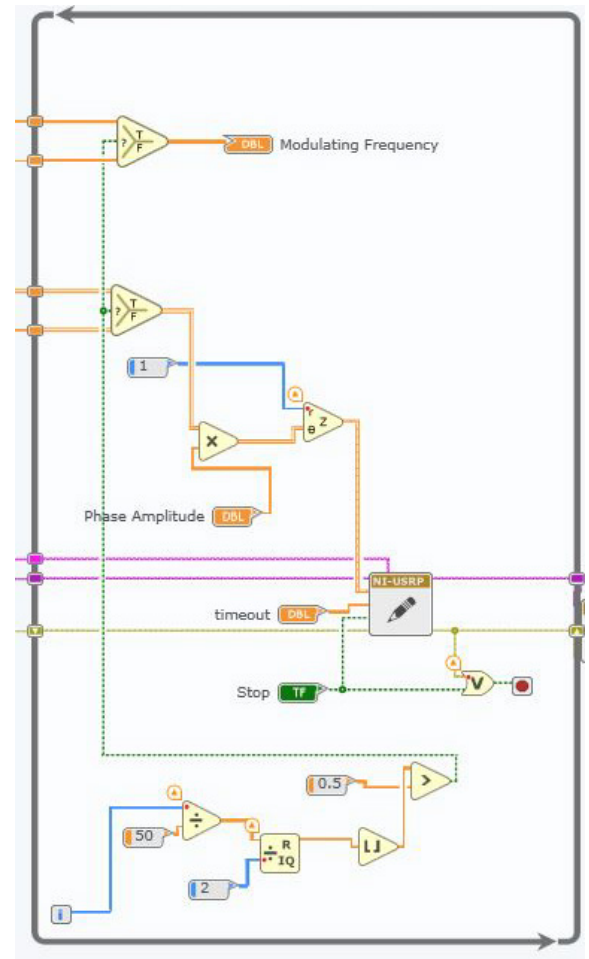 T
F
?
DBL Modulating Frequency
T
F
?
1
r
θ
Z
X
Phase Amplitude DBL
NI-USRP
timeout DBL
Stop TF
V
0.5
>
÷
50
R
÷ IQ
2
i